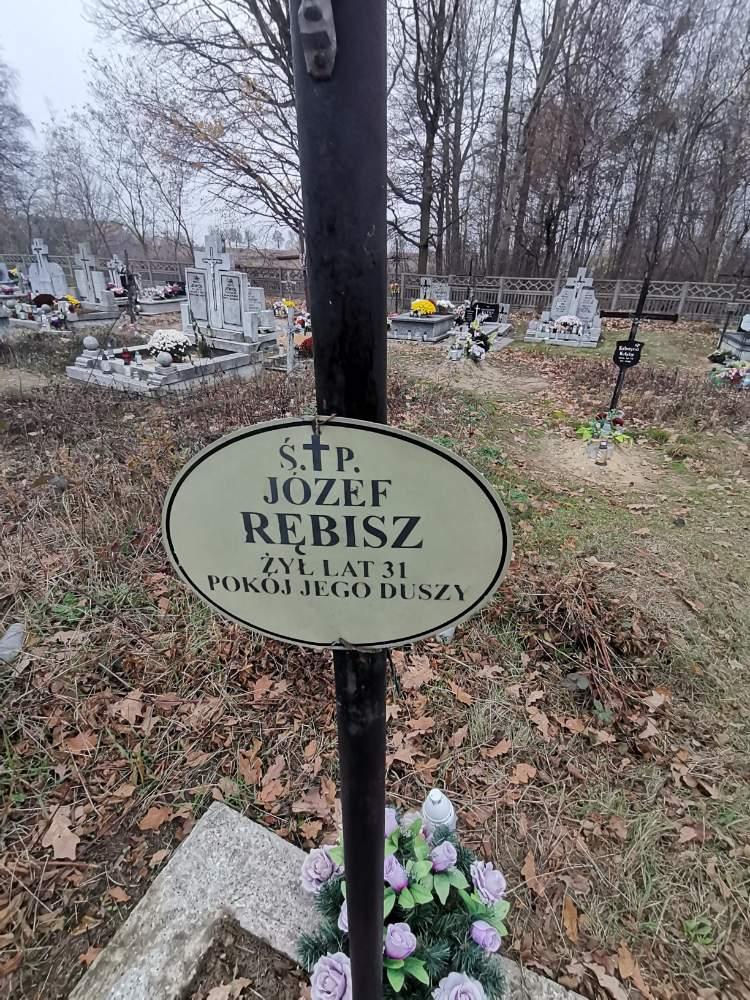 Ś.✝P.
JÓZEF
RĘBISZ
ŻYŁ LAT 31
POKÓJ JEGO DUSZY